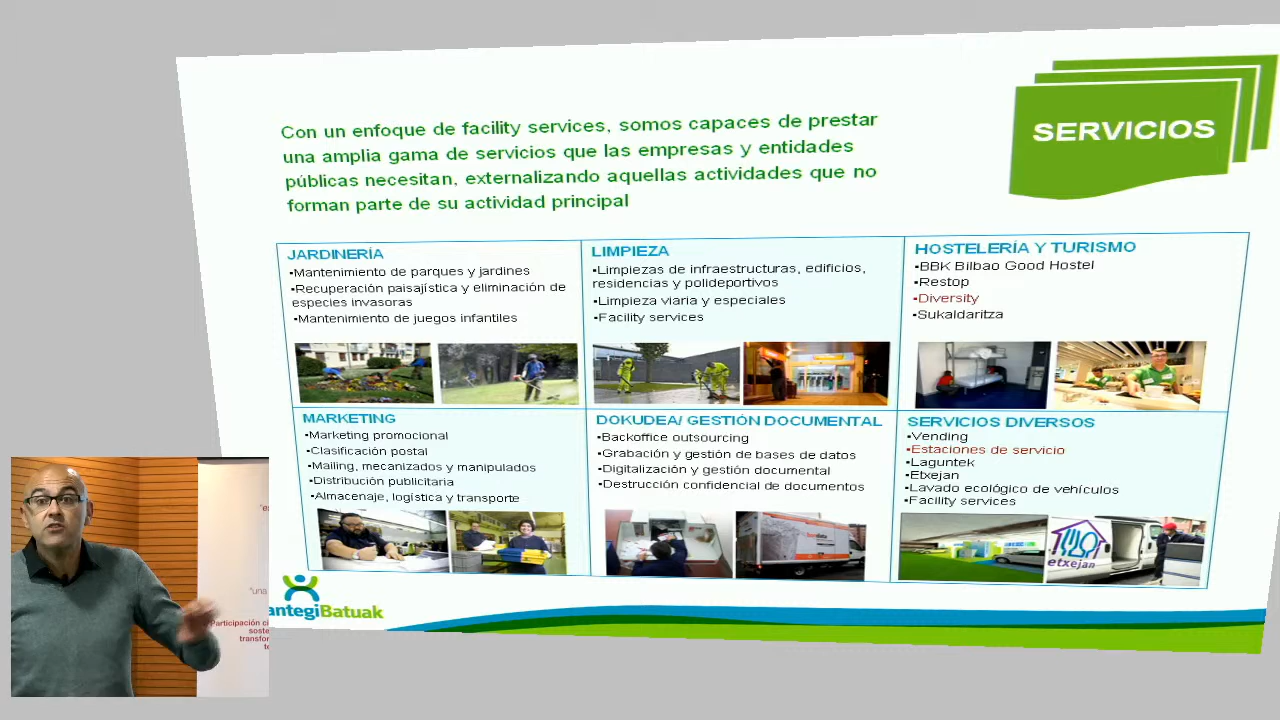 SERVICIOS
Con un enfoque de facility services, somos capaces de prestar
una amplia gama de servicios que las empresas y entidades
públicas necesitan, externalizando aquellas actividades que no
forman parte de su actividad principal
JARDINERÍA
▪Mantenimiento de parques y jardines
▪Recuperación paisajística y eliminación de
especies invasoras
▪Mantenimiento de juegos infantiles
LIMPIEZA
▪Limpiezas de infraestructuras, edificios,
residencias y polideportivos
▪Limpieza viaria y especiales
▪Facility services
HOSTELERÍA Y TURISMO
▪BBK Bilbao Good Hostel
▪Restop
▪Diversity
▪Sukaldaritza
MARKETING
▪Marketing promocional
▪Clasificación postal
▪Mailing, mecanizados y manipulados
▪Distribución publicitaria
▪Almacenaje, logística y transporte
DOKUDEA/ GESTIÓN DOCUMENTAL
▪Backoffice outsourcing
▪Grabación y gestión de bases de datos
▪Digitalización y gestión documental
▪Destrucción confidencial de documentos
SERVICIOS DIVERSOS
▪Vending
▪Estaciones de servicio
▪Laguntek
▪Etxejan
▪Lavado ecológico de vehículos
▪Facility services
etxejan
antegiBatuak
"una
Participación ci
soste
transfor
te